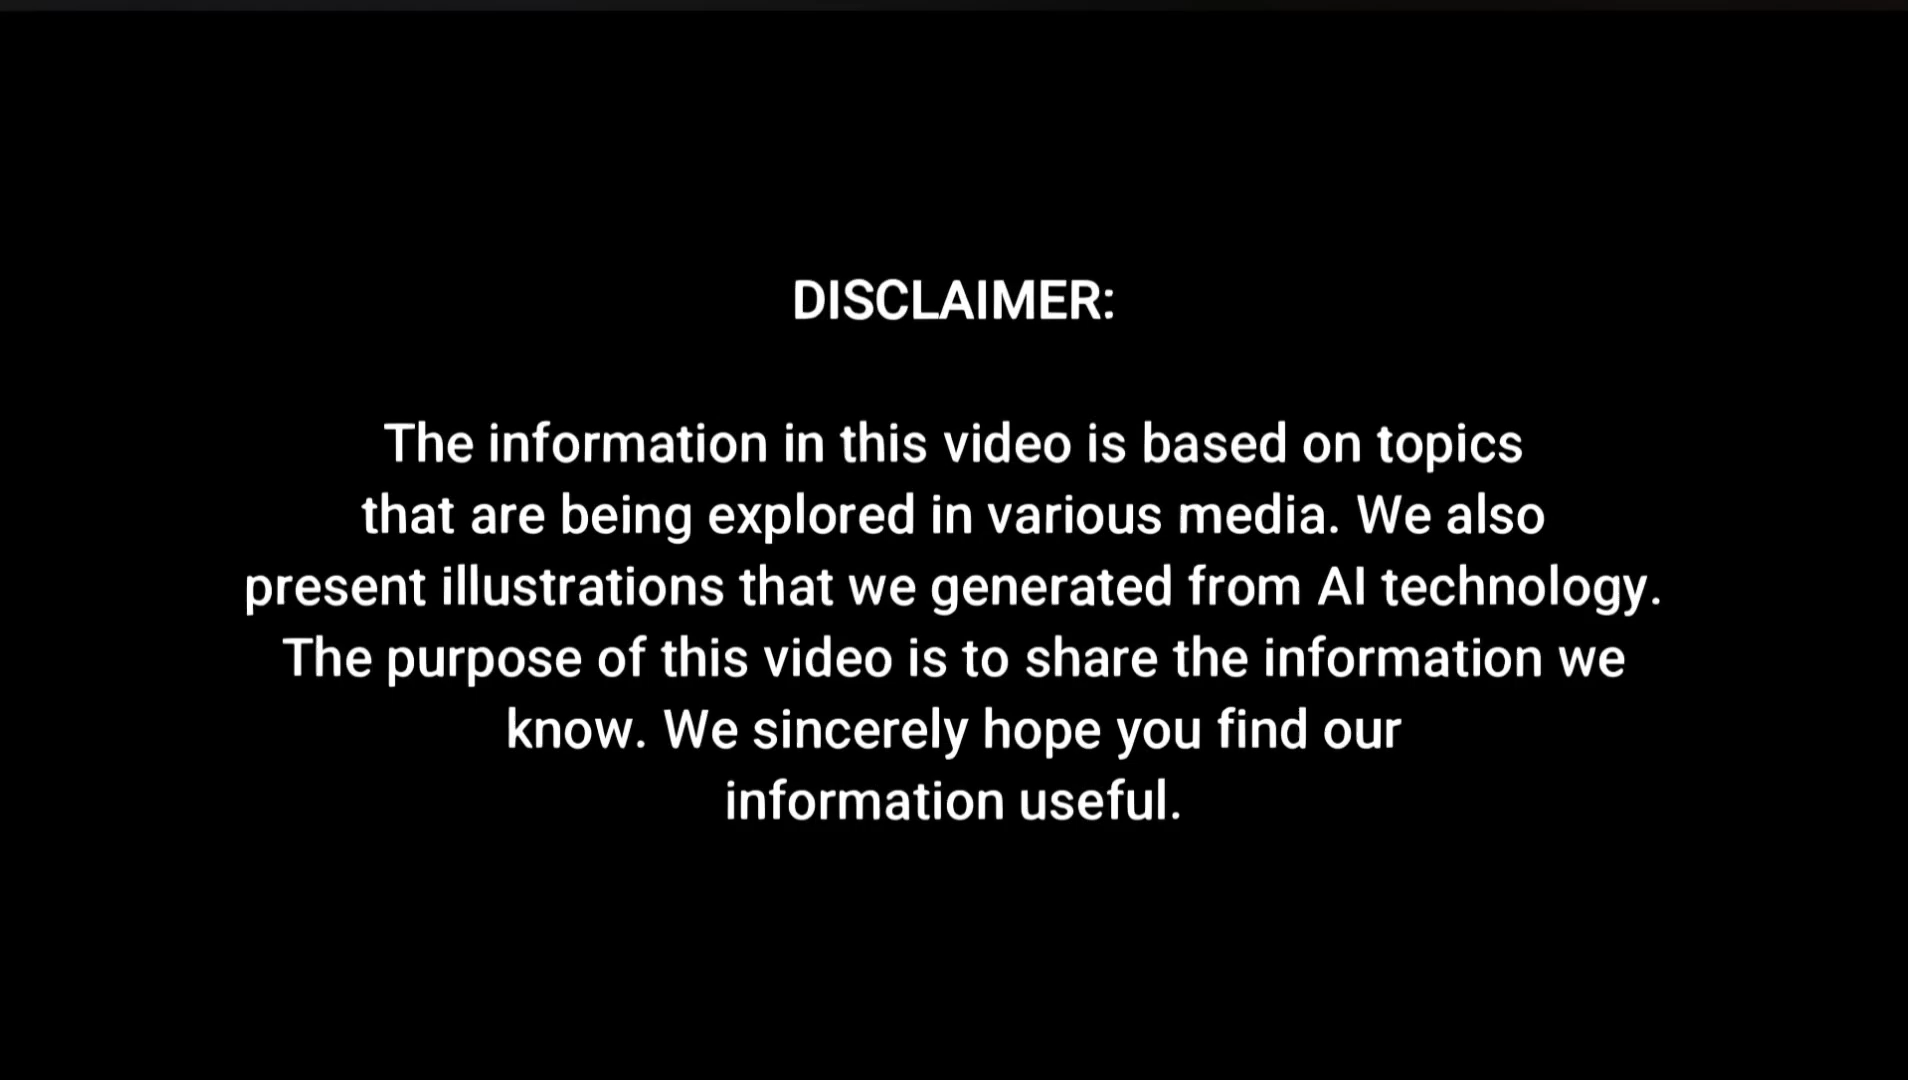 DISCLAIMER:
The information in this video is based on topics
that are being explored in various media. We also
present illustrations that we generated from AI technology.
The purpose of this video is to share the information we
know. We sincerely hope you find our
information useful.